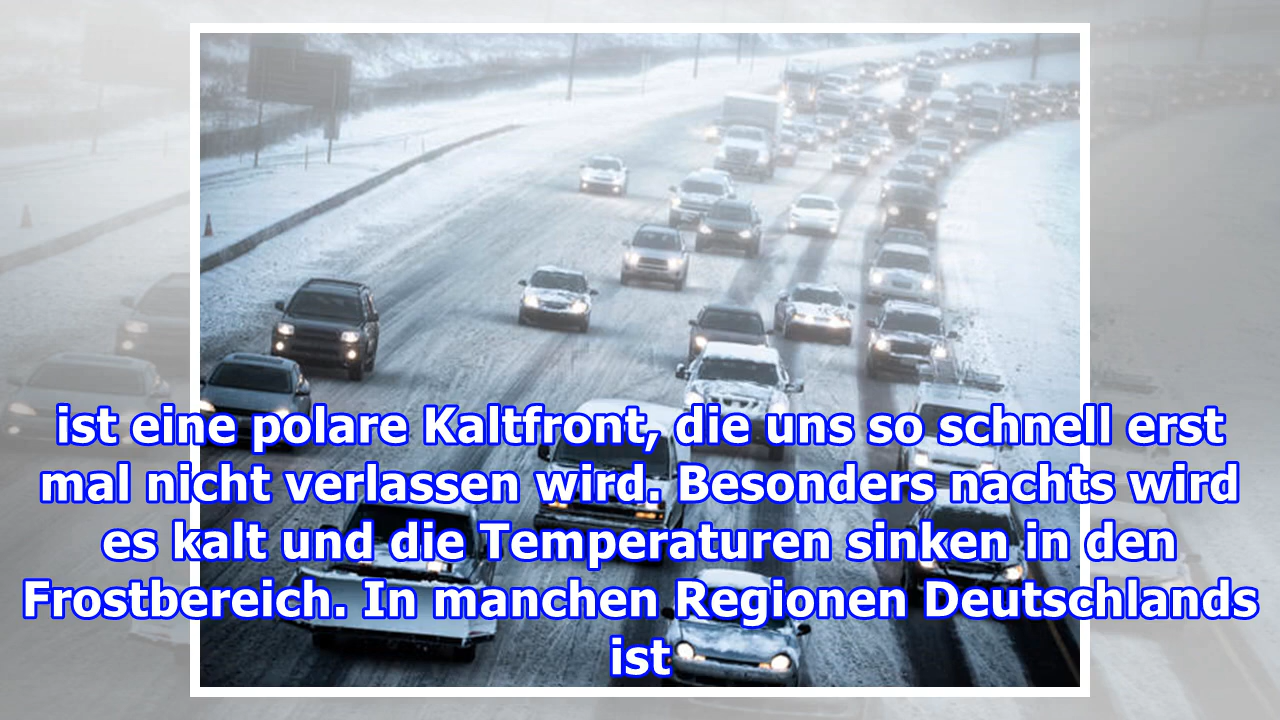 ist eine polare Kaltfront, die uns so schnell erst
mal nicht verlassen wird. Besonders nachts wird
es kalt und die Temperaturen sinken in den
Frostbereich. In manchen Regionen Deutschlands
ist